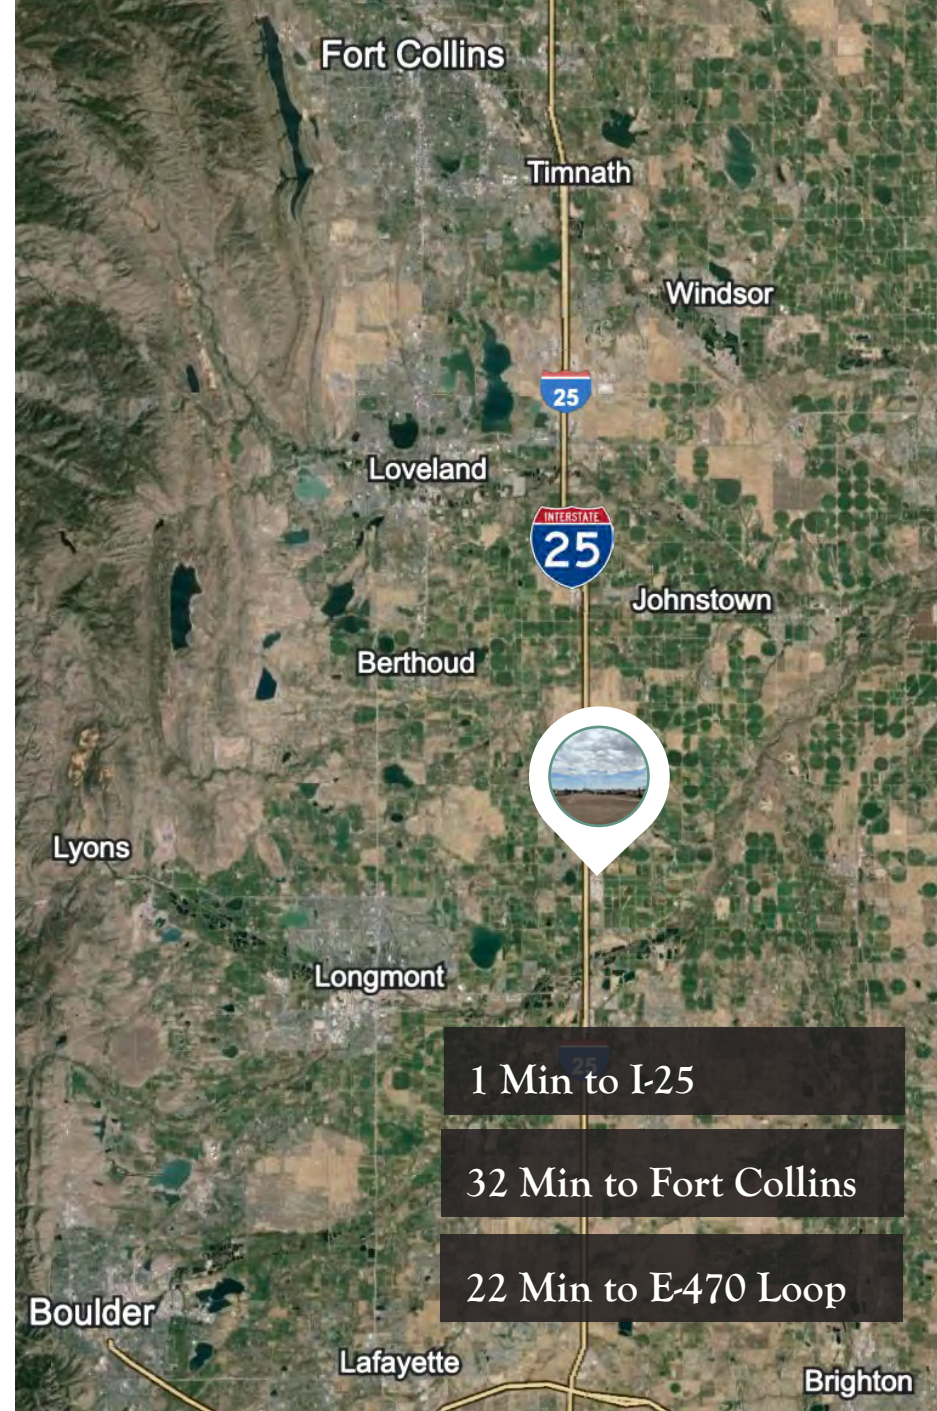 Fort Collins
Timnath
Windsor
25
Loveland
INTERSTATE
25
Johnstown
Berthoud
Lyons
Longmont
25
1 Min to I-25
32 Min to Fort Collins
22 Min to E-470 Loop
Boulder
Lafayette
Brighton